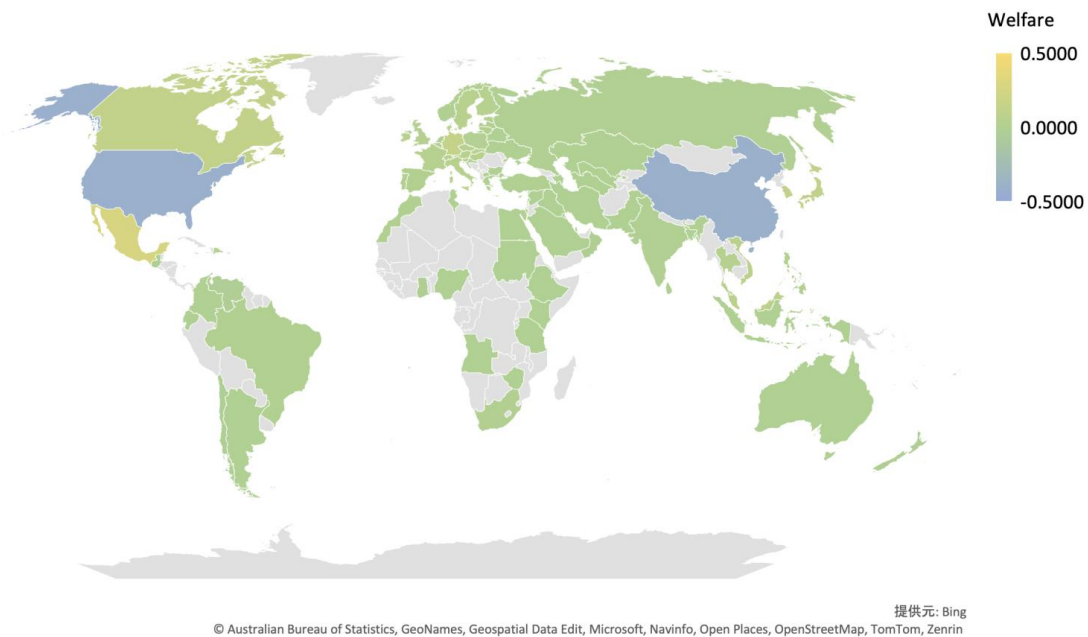 Welfare
0.5000
0.0000
-0.5000
提供元: Bing
© Australian Bureau of Statistics, GeoNames, Geospatial Data Edit, Microsoft, Navinfo, Open Places, OpenStreetMap, TomTom, Zenrin